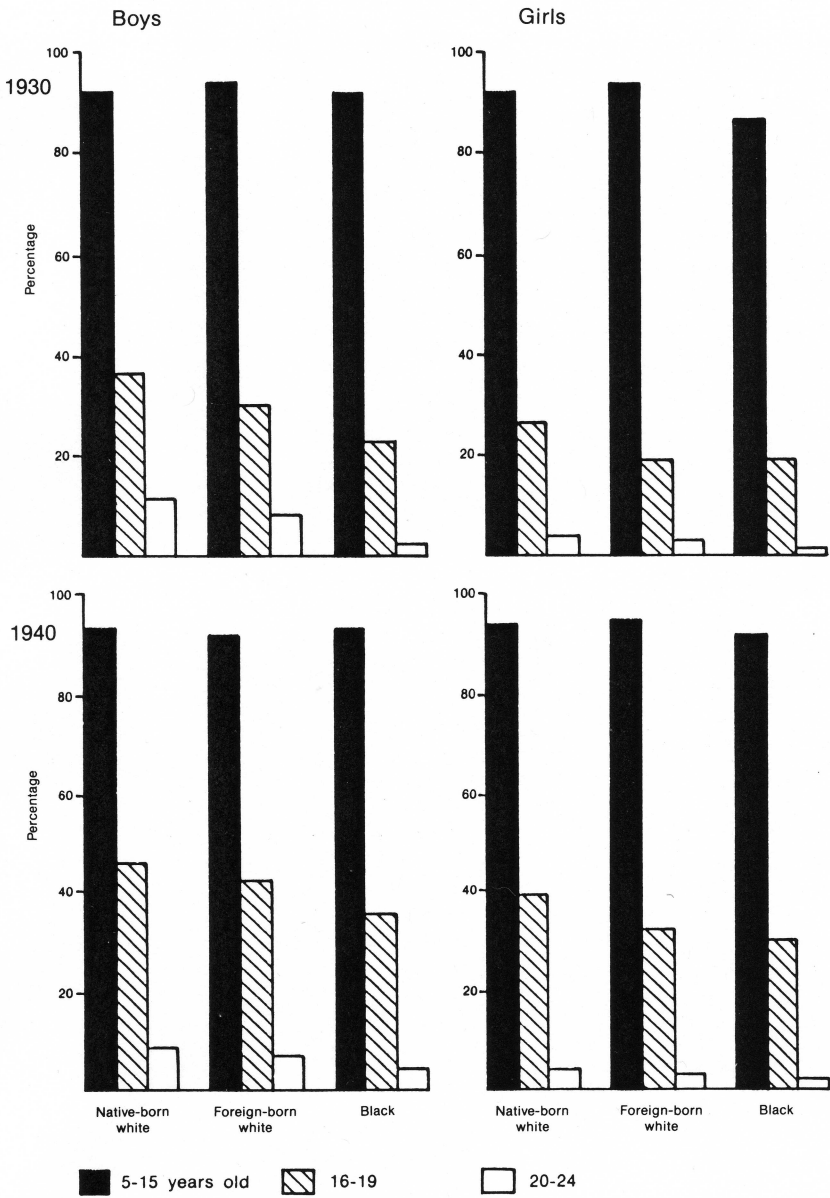 Boys
Girls
1930
100
80
60
40
20
Percentage
100
80
60
40
20
1940
100
80
60
40
20
Percentage
100
80
60
40
20
Native-born
white
Foreign-born
white
Black
Native-born
white
Foreign-born
white
Black
5-15 years old
16-19
20-24